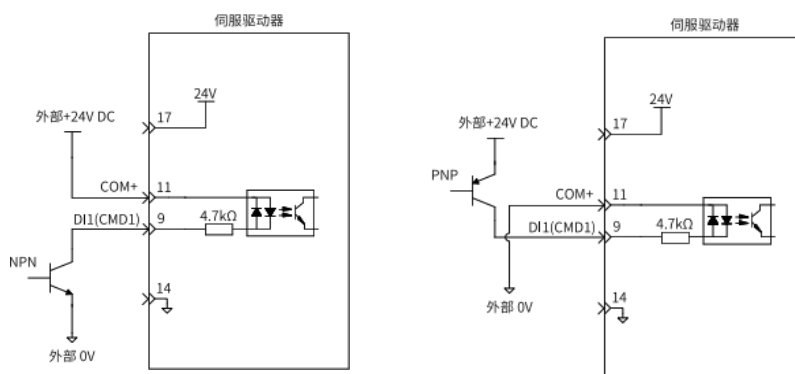 伺服驱动器
24V
17
外部+24V DC
COM+
11
DI1(CMD1)
9
4.7kΩ
NPN
14
外部 0V
伺服驱动器
24V
17
外部+24V DC
PNP
COM+
11
DI1(CMD1)
9
4.7kΩ
外部 0V
14